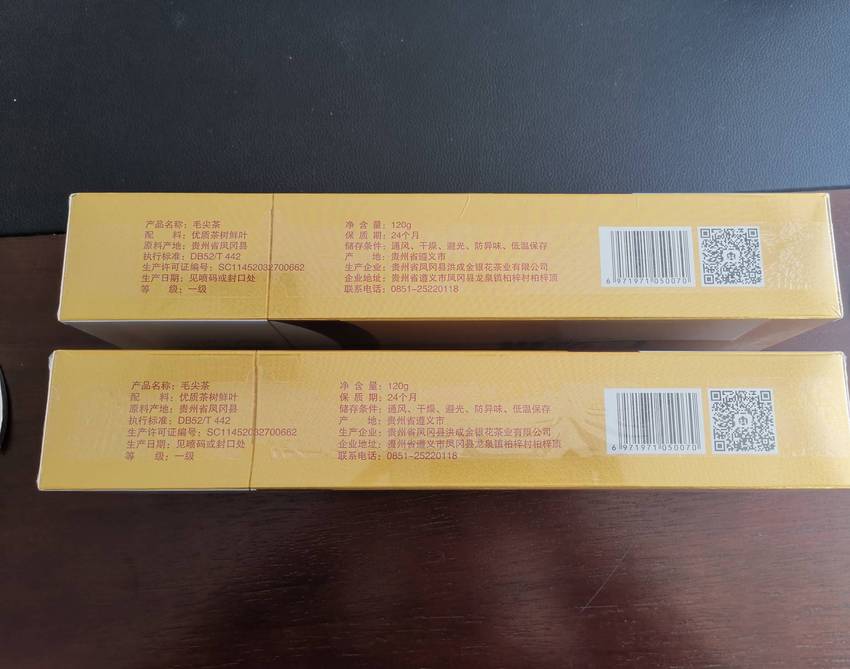 产品名称：毛尖茶
配　　料：优质茶树鲜叶
原料产地：贵州省凤冈县
执行标准：DB52/T 442
生产许可证编号：SC11452032700662
生产日期：见喷码或封口处
等　　级：一级
净 含 量：120g
保 质 期：24个月
储存条件：通风、干燥、避光、防异味、低温保存
产　　地：贵州省遵义市
生产企业：贵州省凤冈县洪成金银花茶业有限公司
企业地址：贵州省遵义市凤冈县龙泉镇柏梓村柏梓顶
联系电话：0851-25220118
6 971971 050070
产品名称：毛尖茶
配　　料：优质茶树鲜叶
原料产地：贵州省凤冈县
执行标准：DB52/T 442
生产许可证编号：SC11452032700662
生产日期：见喷码或封口处
等　　级：一级
净 含 量：120g
保 质 期：24个月
储存条件：通风、干燥、避光、防异味、低温保存
产　　地：贵州省遵义市
生产企业：贵州省凤冈县洪成金银花茶业有限公司
企业地址：贵州省遵义市凤冈县龙泉镇柏梓村柏梓顶
联系电话：0851-25220118
6 971971 050070